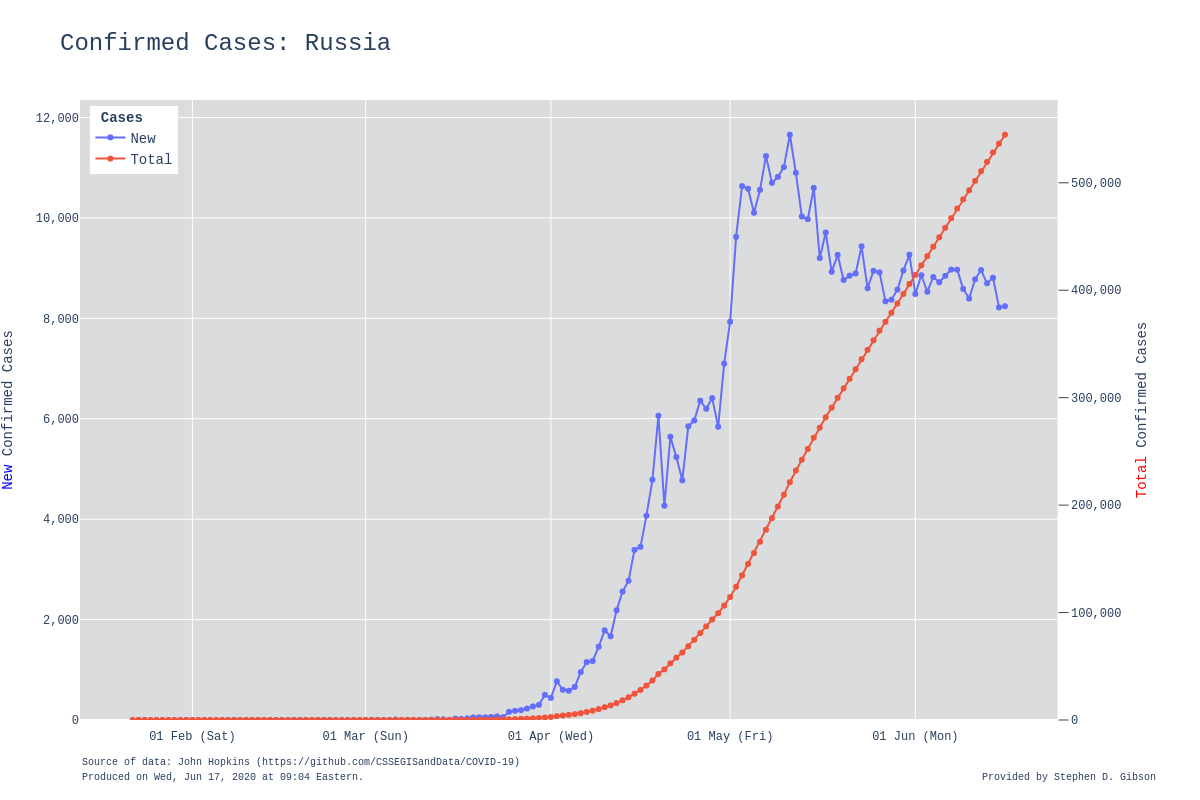 Confirmed Cases: Russia
Cases
New
Total
12,000
10,000
8,000
6,000
4,000
2,000
0
New Confirmed Cases
500,000
400,000
300,000
200,000
100,000
0
Total Confirmed Cases
01 Feb (Sat)
01 Mar (Sun)
01 Apr (Wed)
01 May (Fri)
01 Jun (Mon)
Source of data: John Hopkins (https://github.com/CSSEGISandData/COVID-19)
Produced on Wed, Jun 17, 2020 at 09:04 Eastern.
Provided by Stephen D. Gibson